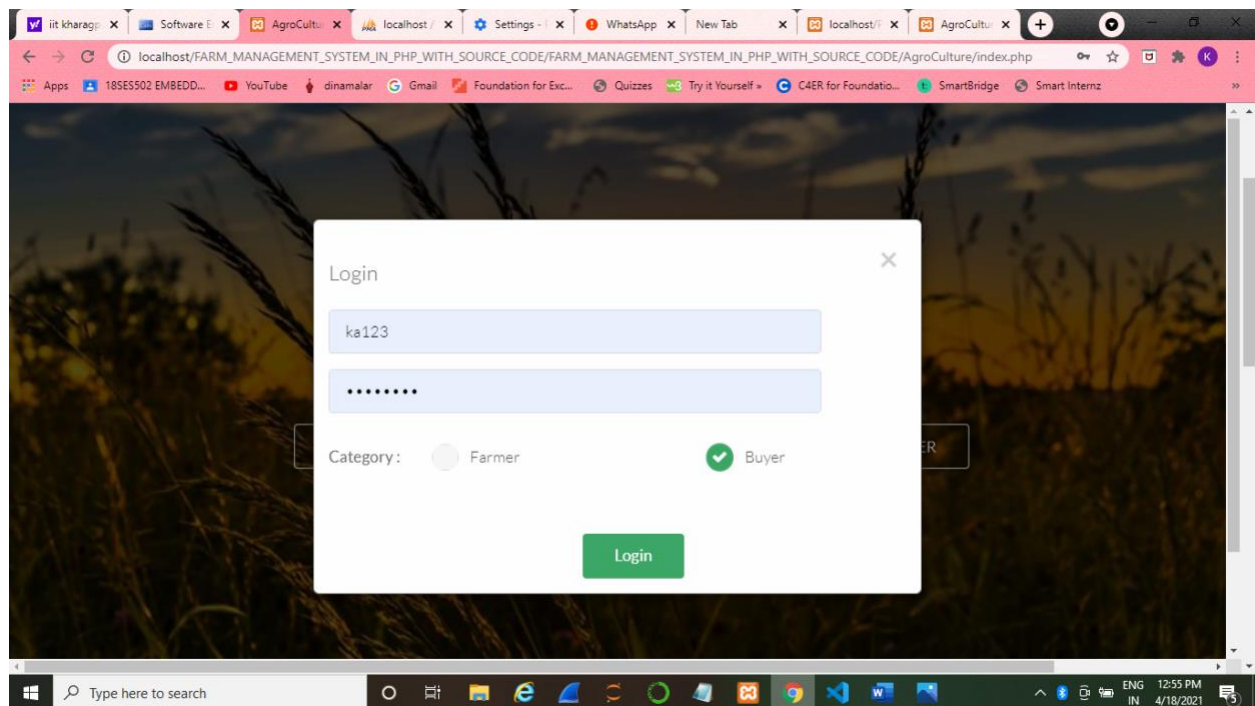 iit kharagp
Software E
AgroCultu
localhost /
Settings - I
WhatsApp
New Tab
localhost/F
AgroCultu
localhost/FARM_MANAGEMENT_SYSTEM_IN_PHP_WITH_SOURCE_CODE/FARM_MANAGEMENT_SYSTEM_IN_PHP_WITH_SOURCE_CODE/AgroCulture/index.php
K
Apps
18SES502 EMBEDD...
YouTube
dinamalar
Gmail
Foundation for Exc...
Quizzes
Try it Yourself »
C4ER for Foundatio...
SmartBridge
Smart Internz
»
Login
ka123
••••••••
Category :
Farmer
Buyer
ER
Login
Type here to search
ENG
IN
12:55 PM
4/18/2021
5